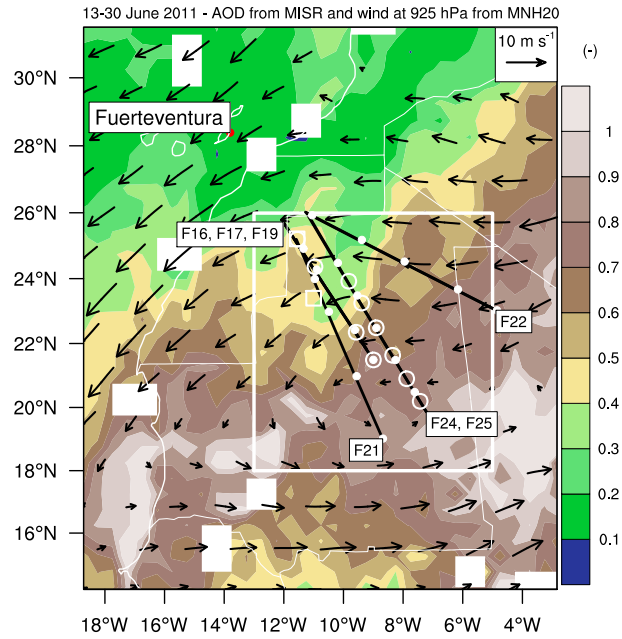 13-30 June 2011 - AOD from MISR and wind at 925 hPa from MNH20
10 m s⁻¹
(-)
30°N
28°N
26°N
24°N
22°N
20°N
18°N
16°N
Fuerteventura
F16, F17, F19
F22
F24, F25
F21
1
0.9
0.8
0.7
0.6
0.5
0.4
0.3
0.2
0.1
18°W 16°W 14°W 12°W 10°W 8°W 6°W 4°W